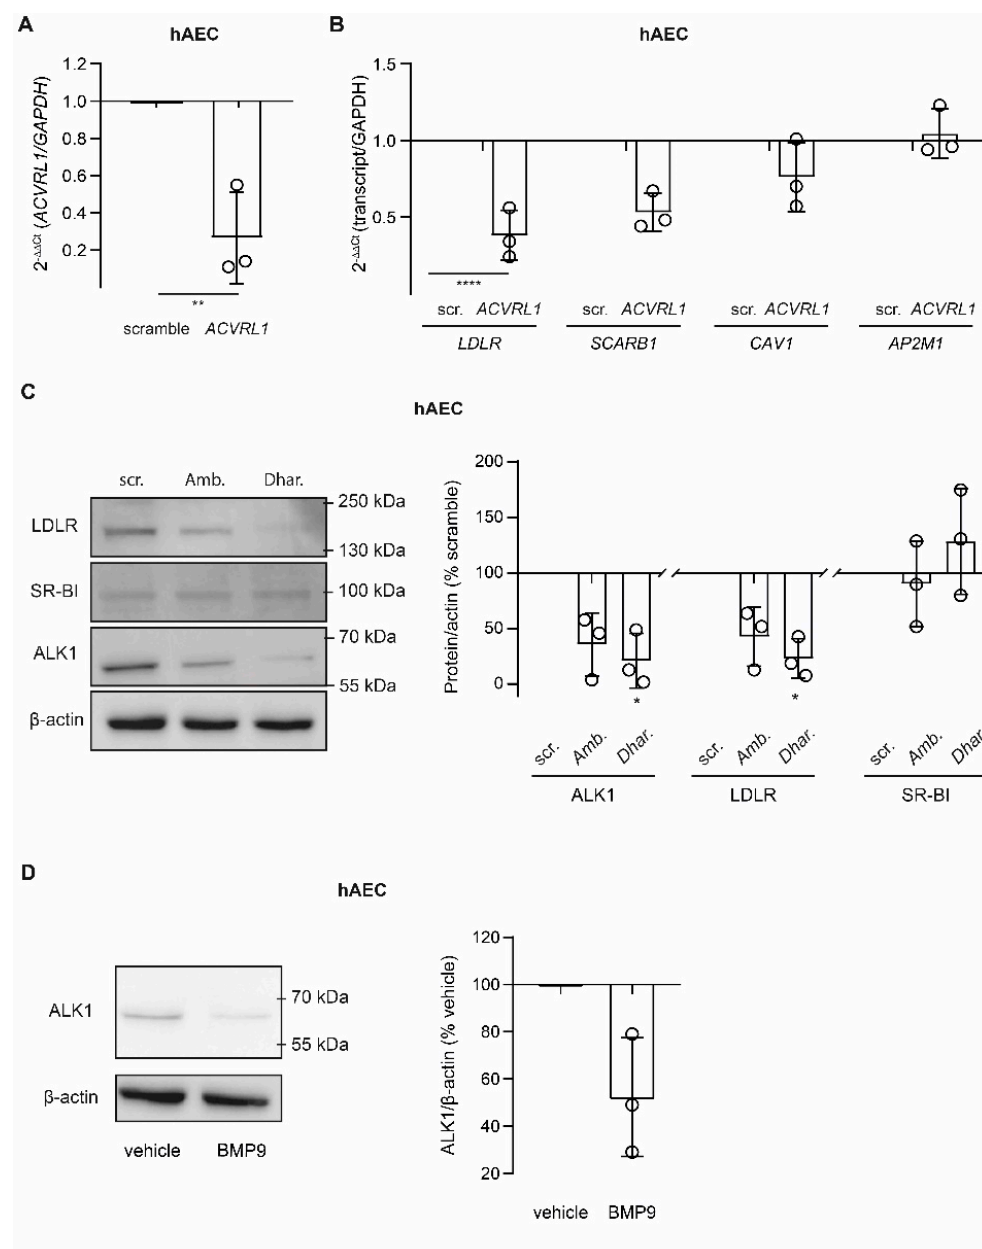 A
hAEC
2-ΔΔCt (ACVRL1/GAPDH)
1.2
1.0
0.8
0.6
0.4
0.2
**
scramble ACVRL1
B
hAEC
2-ΔΔCt (transcript/GAPDH)
1.5
1.0
0.5
****
scr. ACVRL1 scr. ACVRL1 scr. ACVRL1 scr. ACVRL1
LDLR SCARB1 CAV1 AP2M1
C
hAEC
scr. Amb. Dhar.
LDLR
250 kDa
130 kDa
SR-BI
100 kDa
ALK1
70 kDa
55 kDa
β-actin
Protein/actin (% scramble)
200
150
100
50
0
* *
scr. Amb. Dhar. scr. Amb. Dhar. scr. Amb. Dhar
ALK1 LDLR SR-BI
D
hAEC
ALK1
70 kDa
55 kDa
β-actin
vehicle BMP9
ALK1/β-actin (% vehicle)
120
100
80
60
40
20
vehicle BMP9